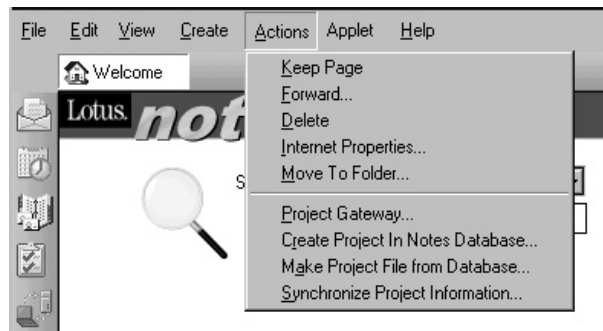 File Edit View Create Actions Applet Help
Welcome
Keep Page
Lotus. not
Forward...
Delete
Internet Properties...
S
Move To Folder...
Project Gateway...
Create Project In Notes Database...
Make Project File from Database...
Synchronize Project Information...